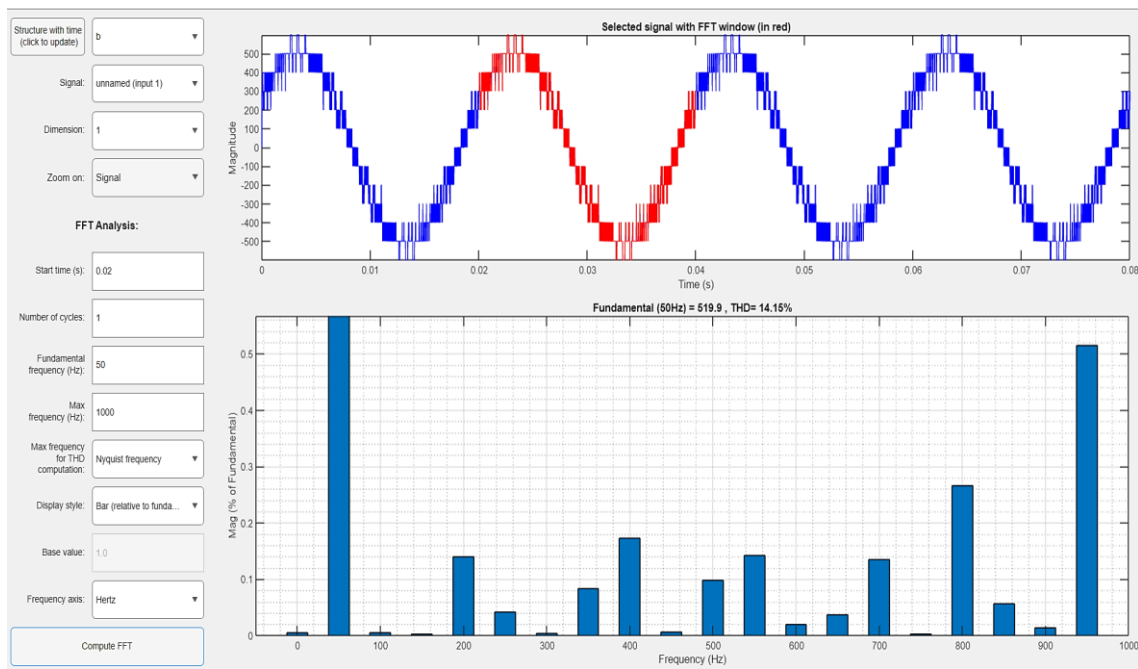 Structure with time
(click to update)
b
Signal:
unnamed (input 1)
Dimension:
1
Zoom on:
Signal
FFT Analysis:
Start time (s):
0.02
Number of cycles:
1
Fundamental
frequency (Hz):
50
Max
frequency (Hz):
1000
Max frequency
for THD
computation:
Nyquist frequency
Display style:
Bar (relative to funda...
Base value:
1.0
Frequency axis:
Hertz
Compute FFT
Selected signal with FFT window (in red)
Magnitude
500
400
300
200
100
0
-100
-200
-300
-400
-500
0
0.01
0.02
0.03
0.04
0.05
0.06
0.07
0.08
Time (s)
Fundamental (50Hz) = 519.9 , THD= 14.15%
Mag (% of Fundamental)
0.5
0.4
0.3
0.2
0.1
0
0
100
200
300
400
500
600
700
800
900
1000
Frequency (Hz)